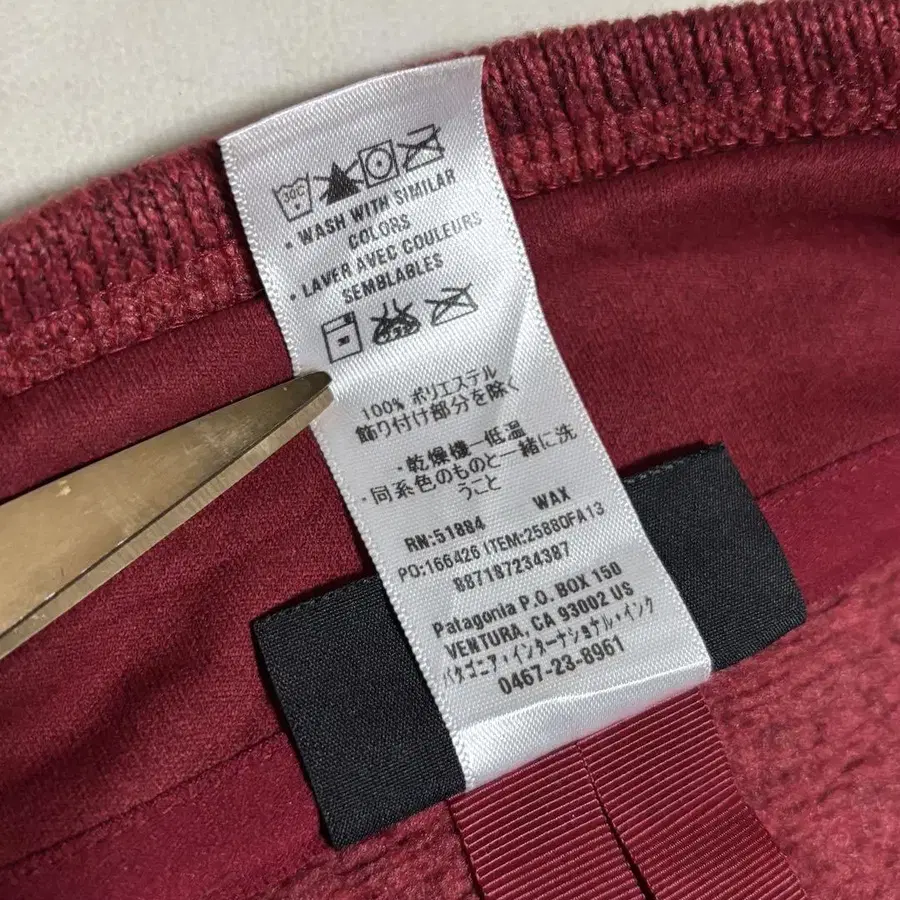 30C
• WASH WITH SIMILAR
COLORS
• LAVER AVEC COULEURS
SEMBLABLES
100% ポリエステル
飾り付け部分を除く
・乾燥機一低温
・同系色のものと一緒に洗
うこと
RN:51884 WAX
PO:166426 ITEM:25880FA13
887187234387
Patagonia P.O. BOX 150
VENTURA, CA 93002 US
パタゴニア・インターナショナル・インク
0467-23-8961